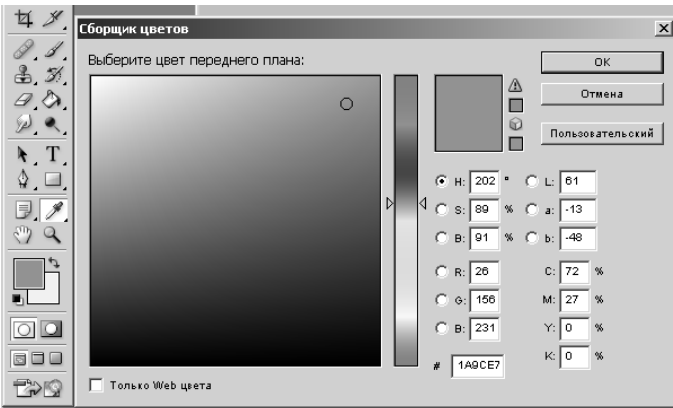 Сборщик цветов
Выберите цвет переднего плана:
OK
Отмена
Пользовательский
H: 202 °
S: 89 %
B: 91 %
R: 26
G: 156
B: 231
# 1A9CE7
L: 61
a: -13
b: -48
C: 72 %
M: 27 %
Y: 0 %
K: 0 %
Только Web цвета
T